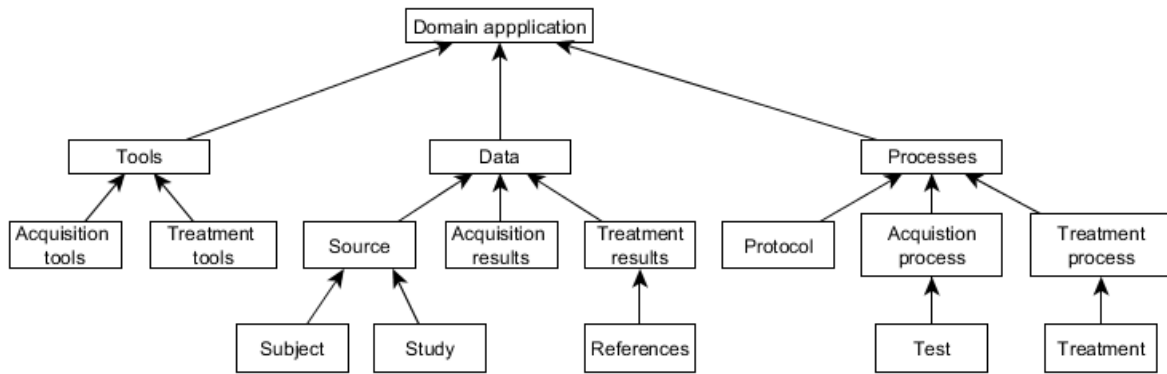 Domain appplication
Tools
Data
Processes
Acquisition
tools
Treatment
tools
Source
Acquisition
results
Treatment
results
Protocol
Acquistion
process
Treatment
process
Subject
Study
References
Test
Treatment